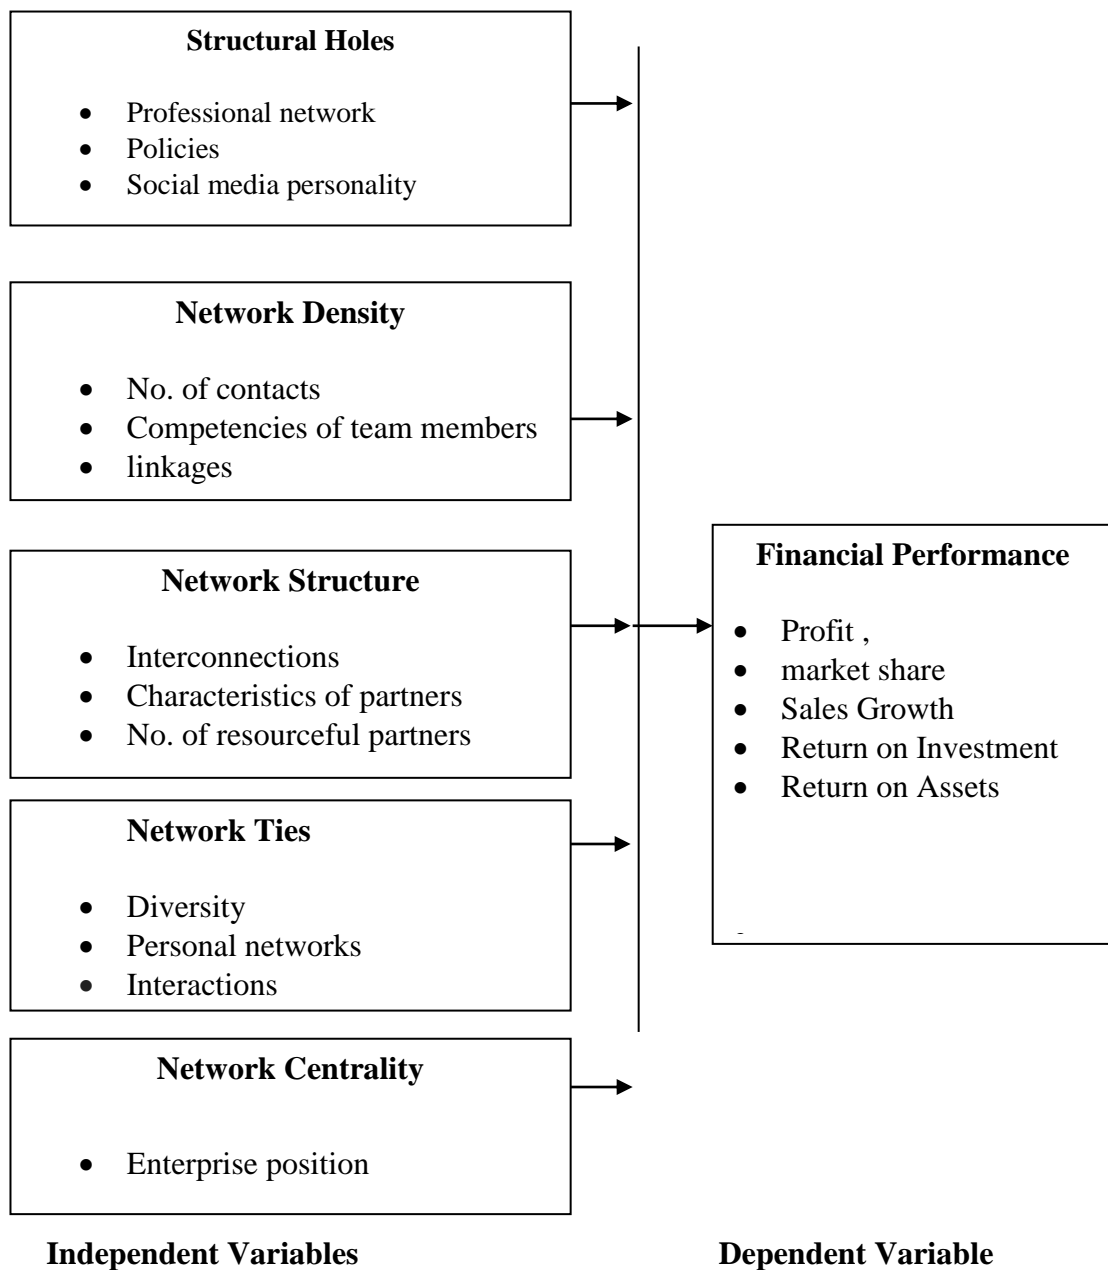 Structural Holes
• Professional network
• Policies
• Social media personality
Network Density
• No. of contacts
• Competencies of team members
• linkages
Network Structure
• Interconnections
• Characteristics of partners
• No. of resourceful partners
Network Ties
• Diversity
• Personal networks
• Interactions
Network Centrality
• Enterprise position
Financial Performance
• Profit ,
• market share
• Sales Growth
• Return on Investment
• Return on Assets
Independent Variables
Dependent Variable